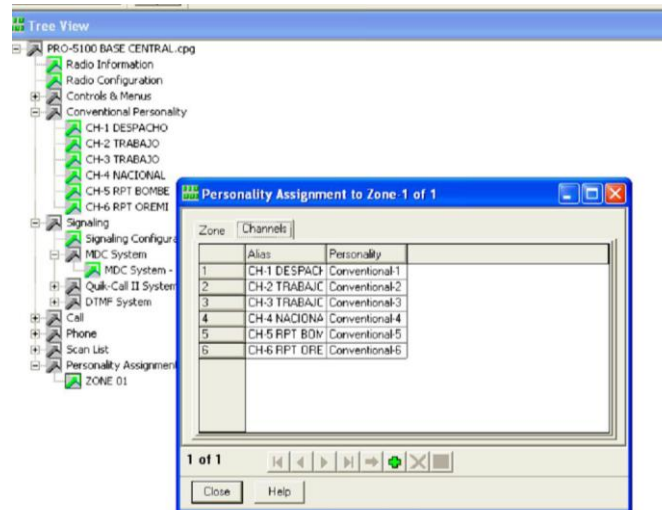 Tree View
PRO-5100 BASE CENTRAL.cpg
Radio Information
Radio Configuration
Controls & Menus
Conventional Personality
CH-1 DESPACHO
CH-2 TRABAJO
CH-3 TRABAJO
CH-4 NACIONAL
CH-5 RPT BOMBE
CH-6 RPT OREMI
Signaling
Signaling Configura
MDC System
MDC System -
Quik-Call II System
DTMF System
Call
Phone
Scan List
Personality Assignment
ZONE 01
Personality Assignment to Zone-1 of 1
Zone Channels
Alias Personality
1 CH-1 DESPACH Conventional-1
2 CH-2 TRABAJC Conventional-2
3 CH-3 TRABAJC Conventional-3
4 CH-4 NACIONA Conventional-4
5 CH-5 RPT BOM Conventional-5
6 CH-6 RPT ORE Conventional-6
1 of 1
Close Help